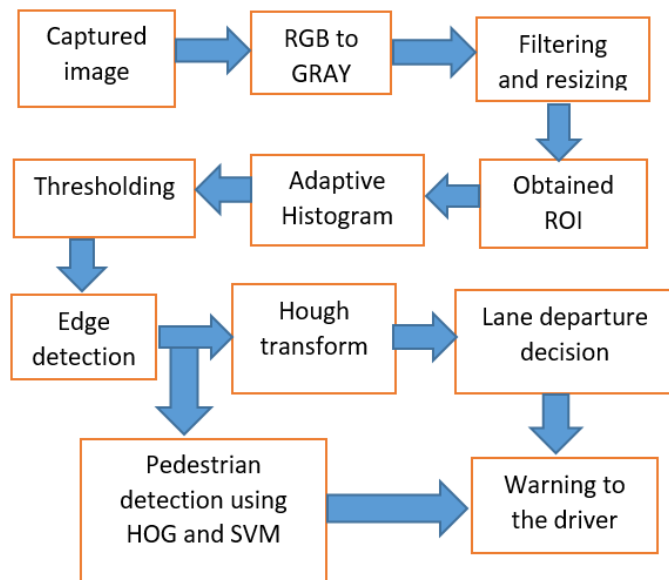 Captured
image
RGB to
GRAY
Filtering
and resizing
Thresholding
Adaptive
Histogram
Obtained
ROI
Edge
detection
Hough
transform
Lane departure
decision
Pedestrian
detection using
HOG and SVM
Warning to
the driver